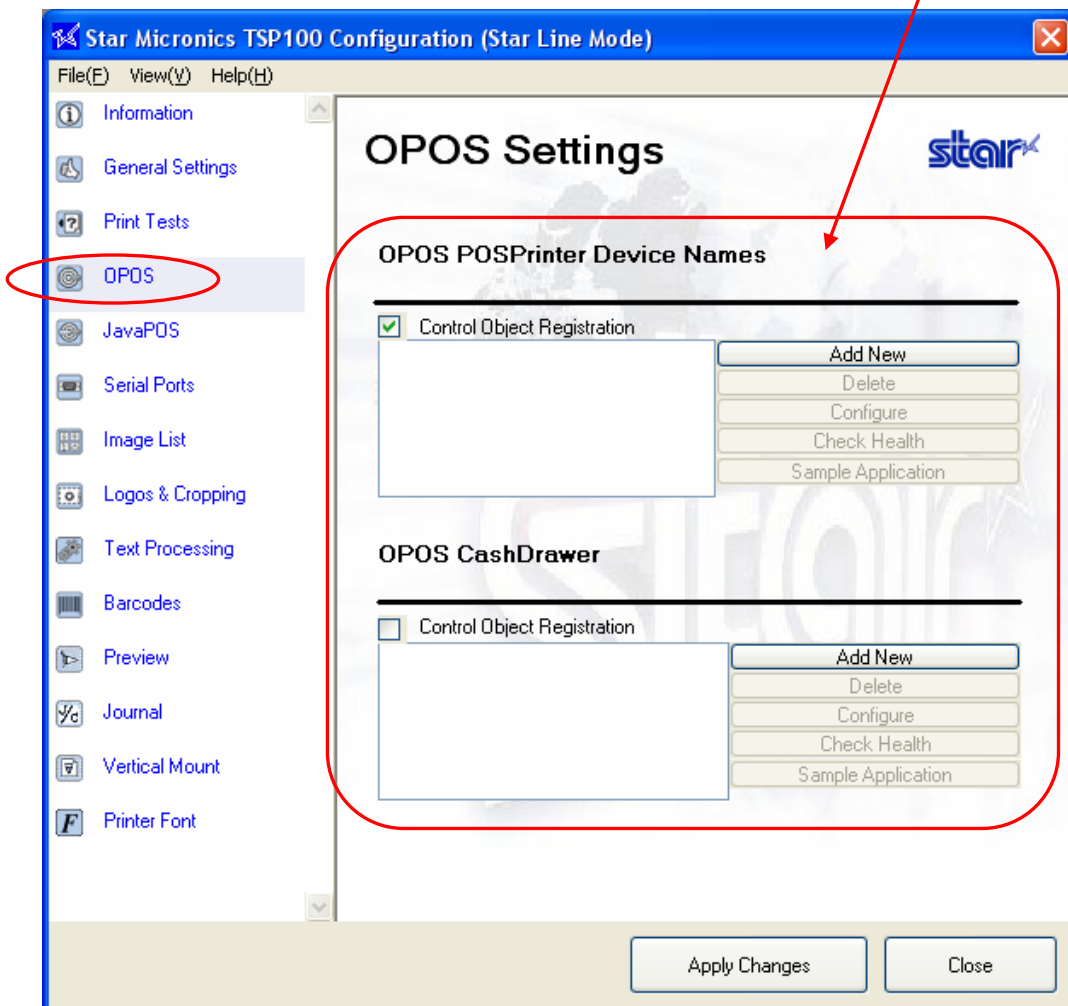 Star Micronics TSP100 Configuration (Star Line Mode)
File(F) View(V) Help(H)
Information
General Settings
Print Tests
OPOS
JavaPOS
Serial Ports
Image List
Logos & Cropping
Text Processing
Barcodes
Preview
Journal
Vertical Mount
Printer Font
OPOS Settings
star
OPOS POSPrinter Device Names
Control Object Registration
Add New
Delete
Configure
Check Health
Sample Application
OPOS CashDrawer
Control Object Registration
Add New
Delete
Configure
Check Health
Sample Application
Apply Changes
Close